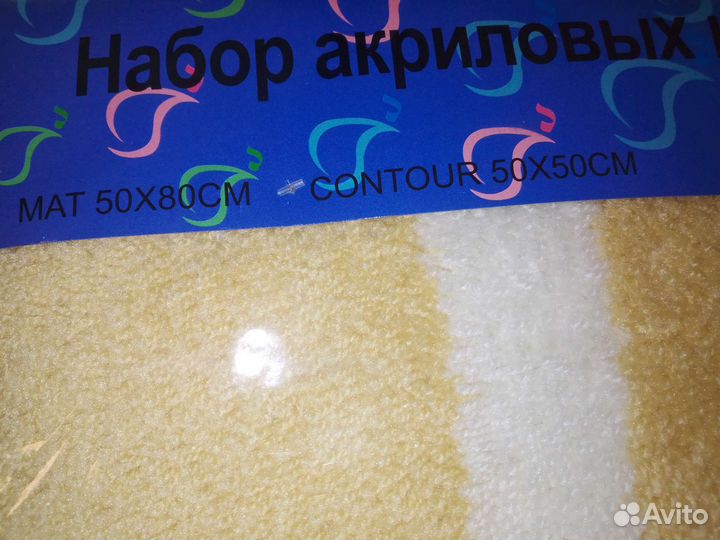 Набор акриловых
MAT 50X80CM CONTOUR 50X50CM
Avito